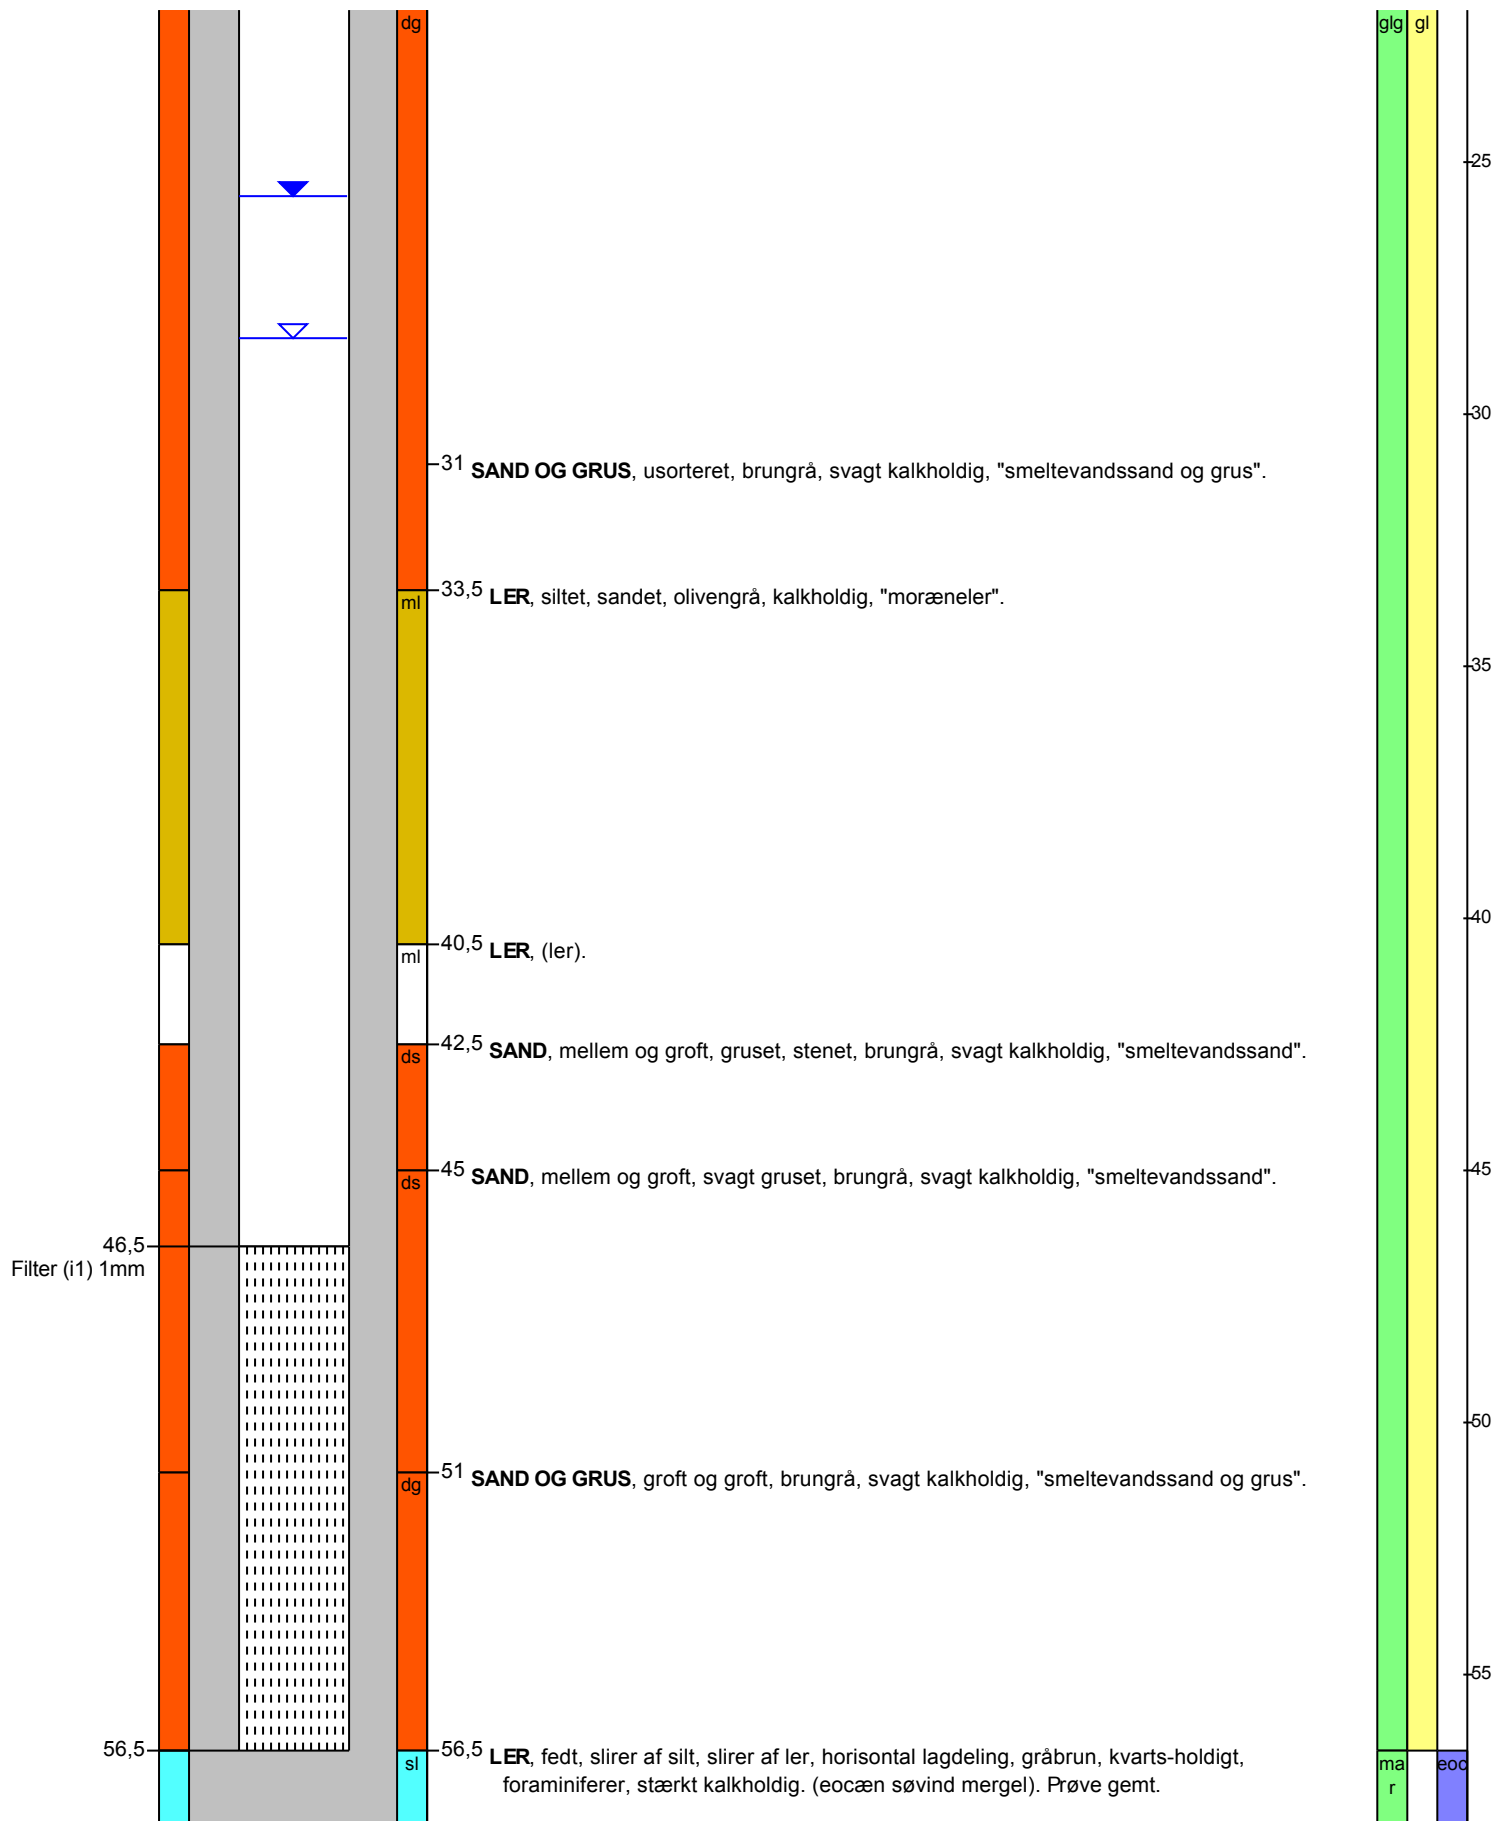 dg
glg gl
25
30
31 SAND OG GRUS, usorteret, brungrå, svagt kalkholdig, "smeltevandssand og grus".
33,5 LER, siltet, sandet, olivengrå, kalkholdig, "moræneler".
ml
35
40
40,5 LER, (ler).
ml
42,5 SAND, mellem og groft, gruset, stenet, brungrå, svagt kalkholdig, "smeltevandssand".
ds
45 SAND, mellem og groft, svagt gruset, brungrå, svagt kalkholdig, "smeltevandssand".
45
ds
46,5
Filter (i1) 1mm
50
51 SAND OG GRUS, groft og groft, brungrå, svagt kalkholdig, "smeltevandssand og grus".
dg
55
56,5
56,5 LER, fedt, slirer af silt, slirer af ler, horisontal lagdeling, gråbrun, kvarts-holdigt,
foraminiferer, stærkt kalkholdig. (eocæn søvind mergel). Prøve gemt.
sl
ma eoc
r